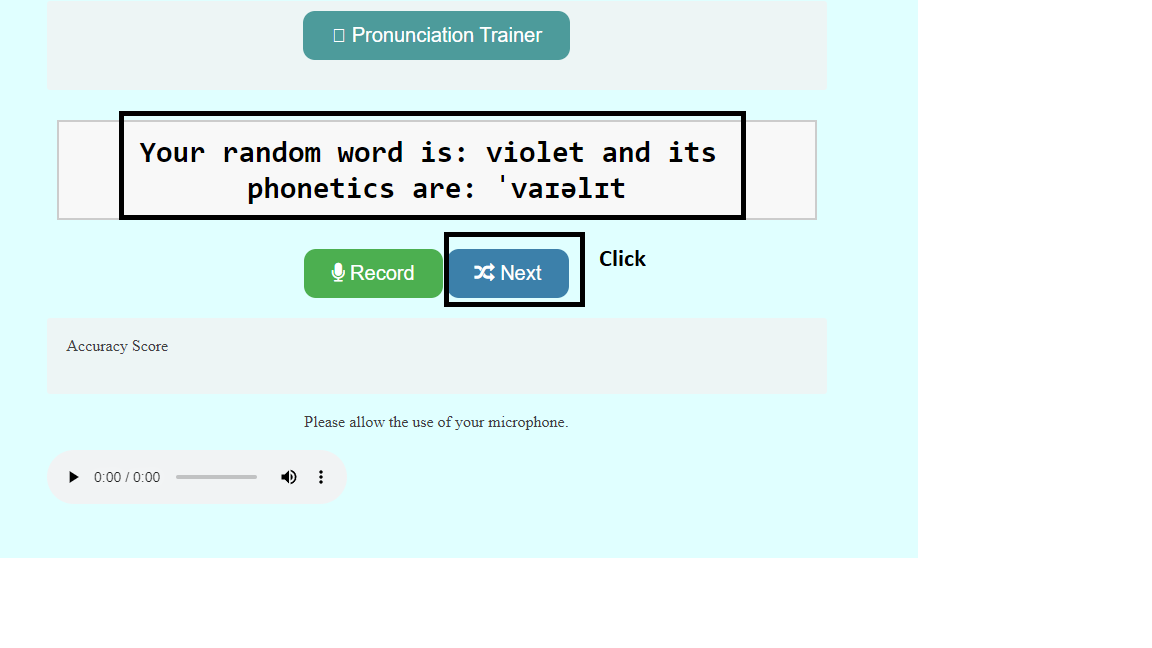 Pronunciation Trainer
Your random word is: violet and its
phonetics are: ˈvaɪəlɪt
Record
Next
Click
Accuracy Score
Please allow the use of your microphone.
0:00 / 0:00